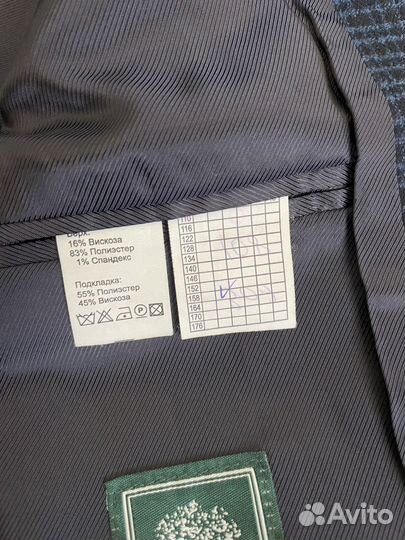 Верх:
16% Вискоза
83% Полиэстер
1% Спандекс
Подкладка:
55% Полиэстер
45% Вискоза
P
110
116
122
128
134
140
146
152
158
164
170
176
Avito